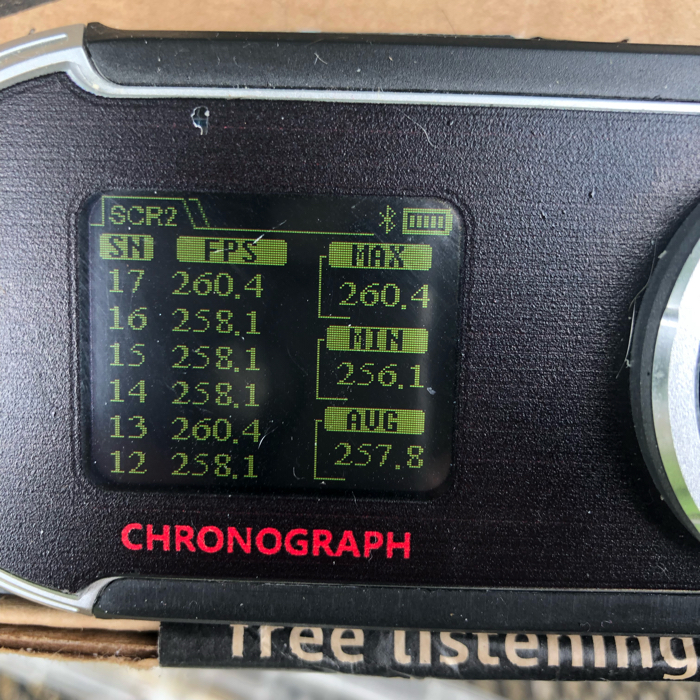 SCR2
SN FPS MAX
17 260.4 260.4
16 258.1
15 258.1 MIN
14 258.1 256.1
13 260.4 AVG
12 258.1 257.8
CHRONOGRAPH
free listening